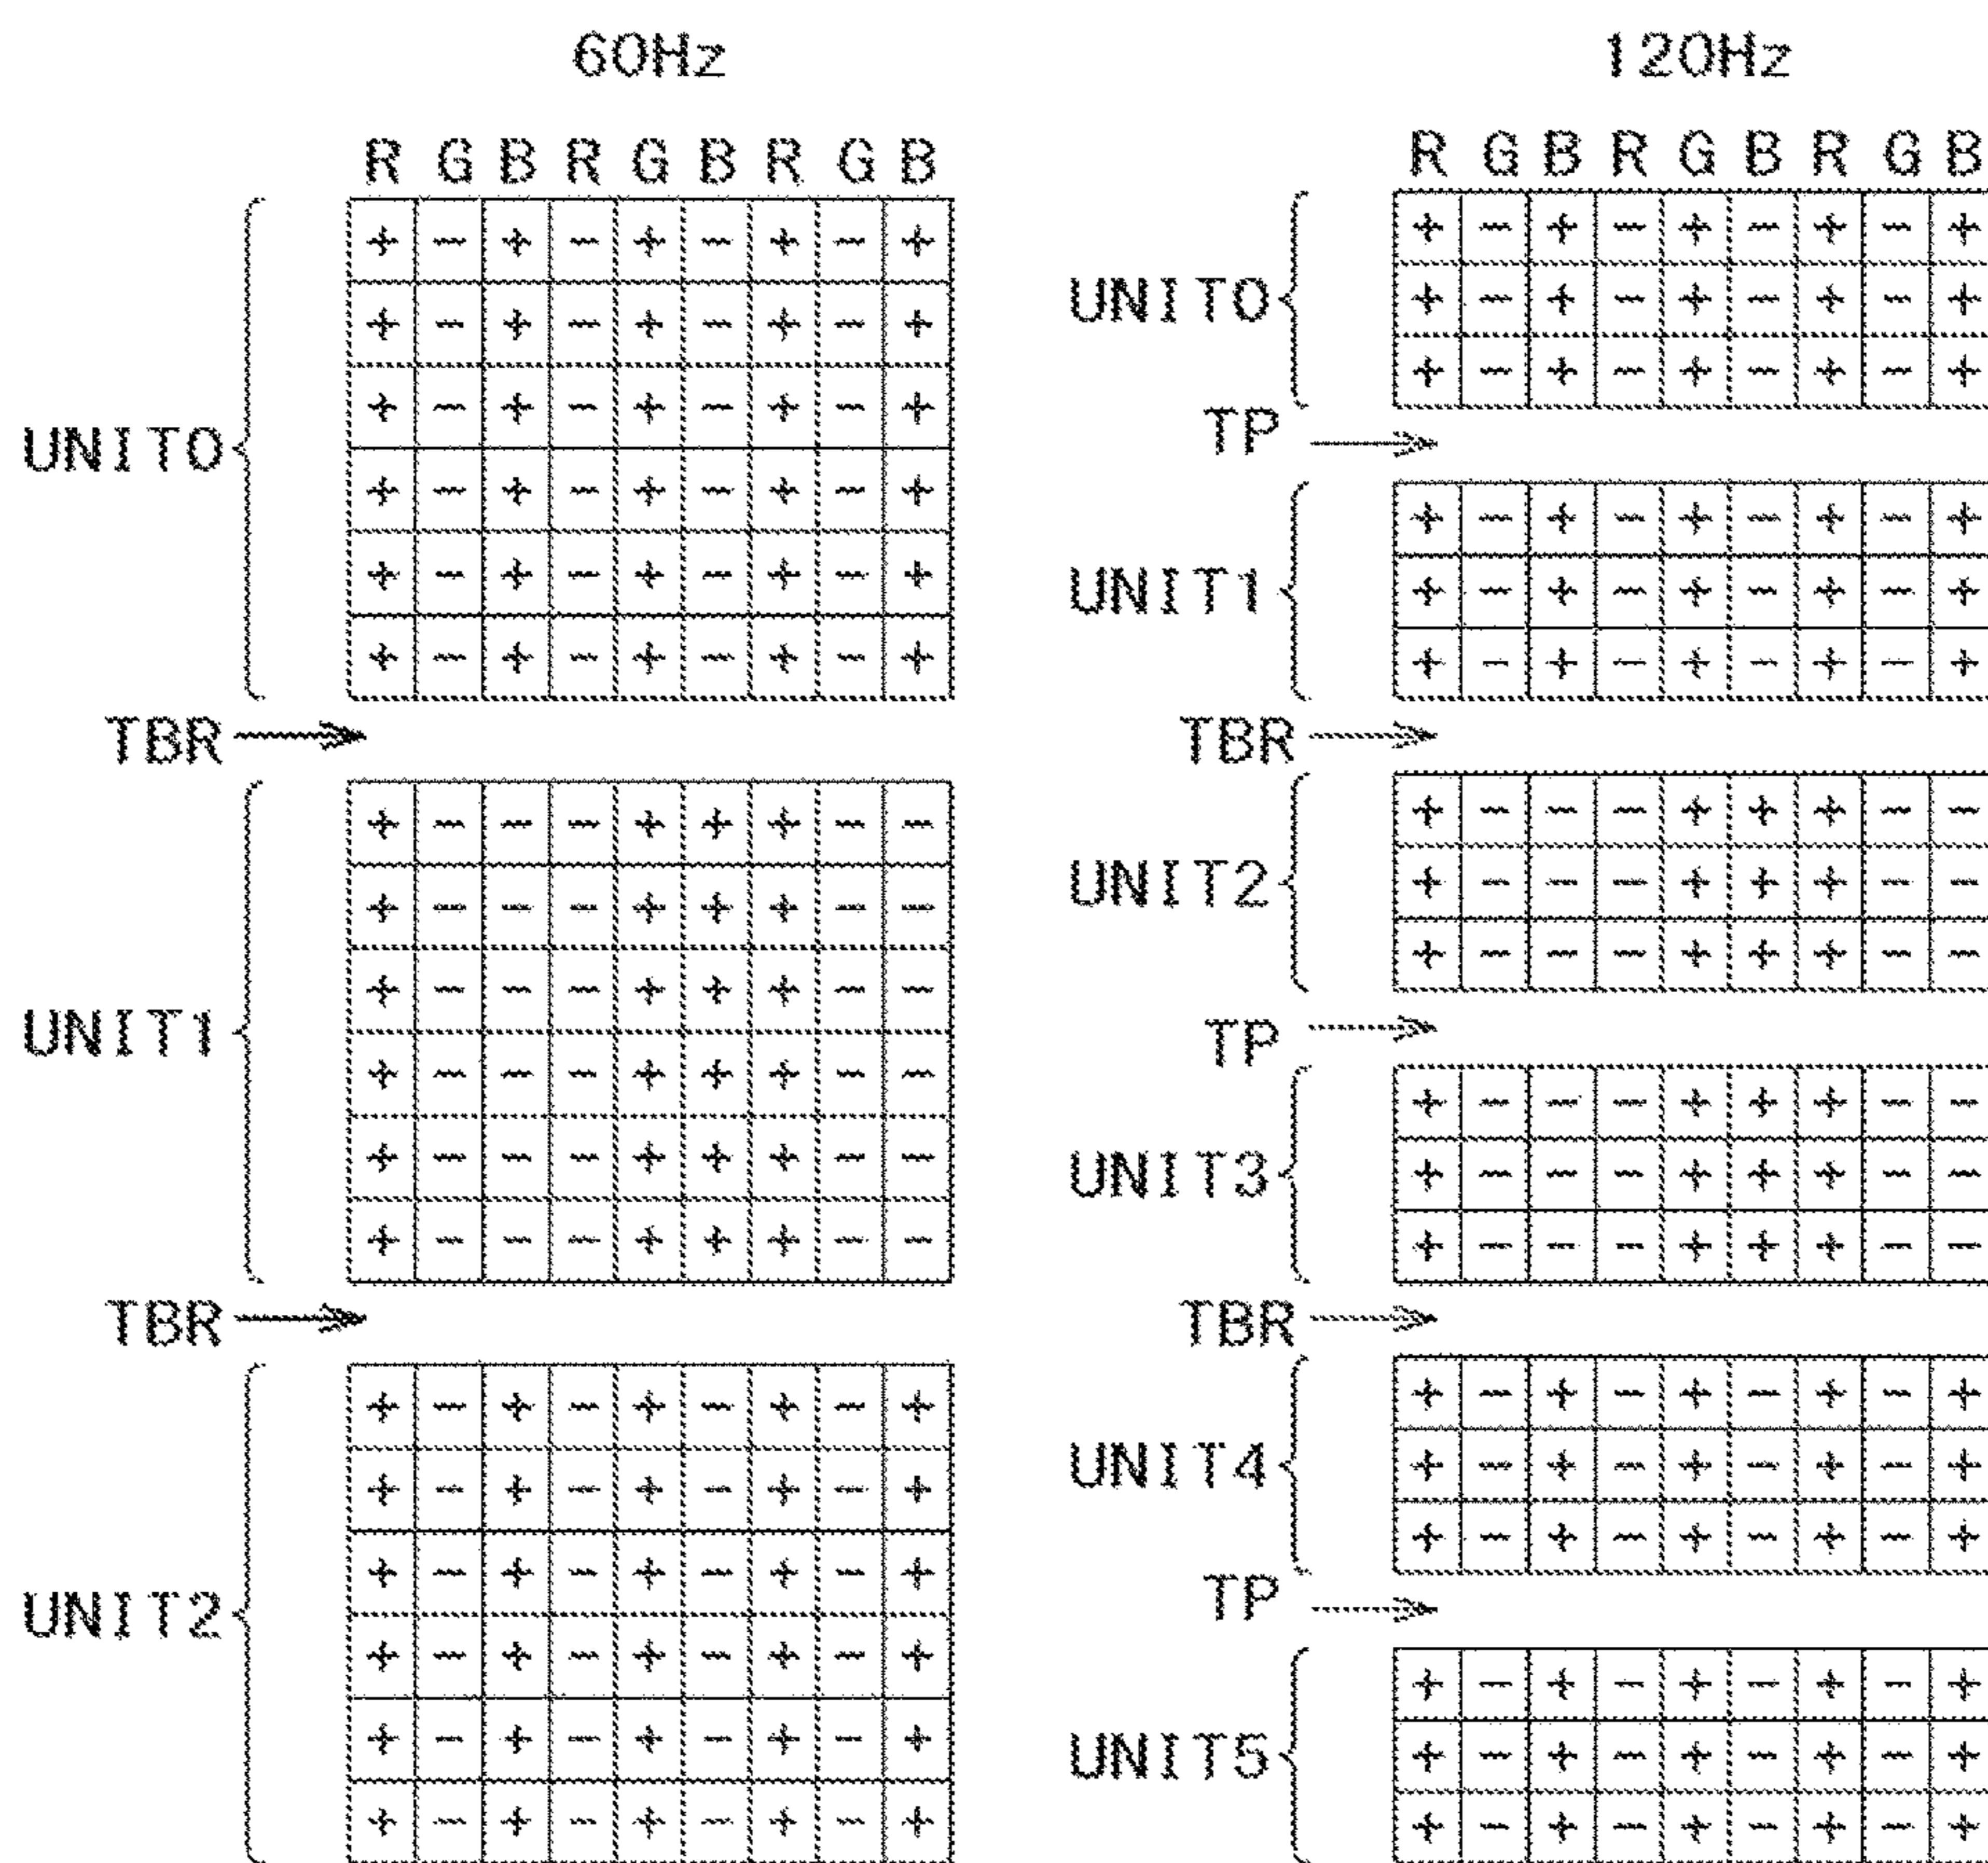 60Hz
R G B R G B R G B
UNIT0
+ - + - + - + - +
+ - + - + - + - +
+ - + - + - + - +
+ - + - + - + - +
+ - + - + - + - +
+ - + - + - + - +
TBR
UNIT1
+ - - - + + + - -
+ - - - + + + - -
+ - - - + + + - -
+ - - - + + + - -
+ - - - + + + - -
+ - - - + + + - -
TBR
UNIT2
+ - + - + - + - +
+ - + - + - + - +
+ - + - + - + - +
+ - + - + - + - +
+ - + - + - + - +
+ - + - + - + - +
120Hz
R G B R G B R G B
UNIT0
+ - + - + - + - +
+ - + - + - + - +
+ - + - + - + - +
TP
UNIT1
+ - + - + - + - +
+ - + - + - + - +
+ - + - + - + - +
TBR
UNIT2
+ - - - + + + - -
+ - - - + + + - -
+ - - - + + + - -
TP
UNIT3
+ - - - + + + - -
+ - - - + + + - -
+ - - - + + + - -
TBR
UNIT4
+ - + - + - + - +
+ - + - + - + - +
+ - + - + - + - +
TP
UNIT5
+ - + - + - + - +
+ - + - + - + - +
+ - + - + - + - +